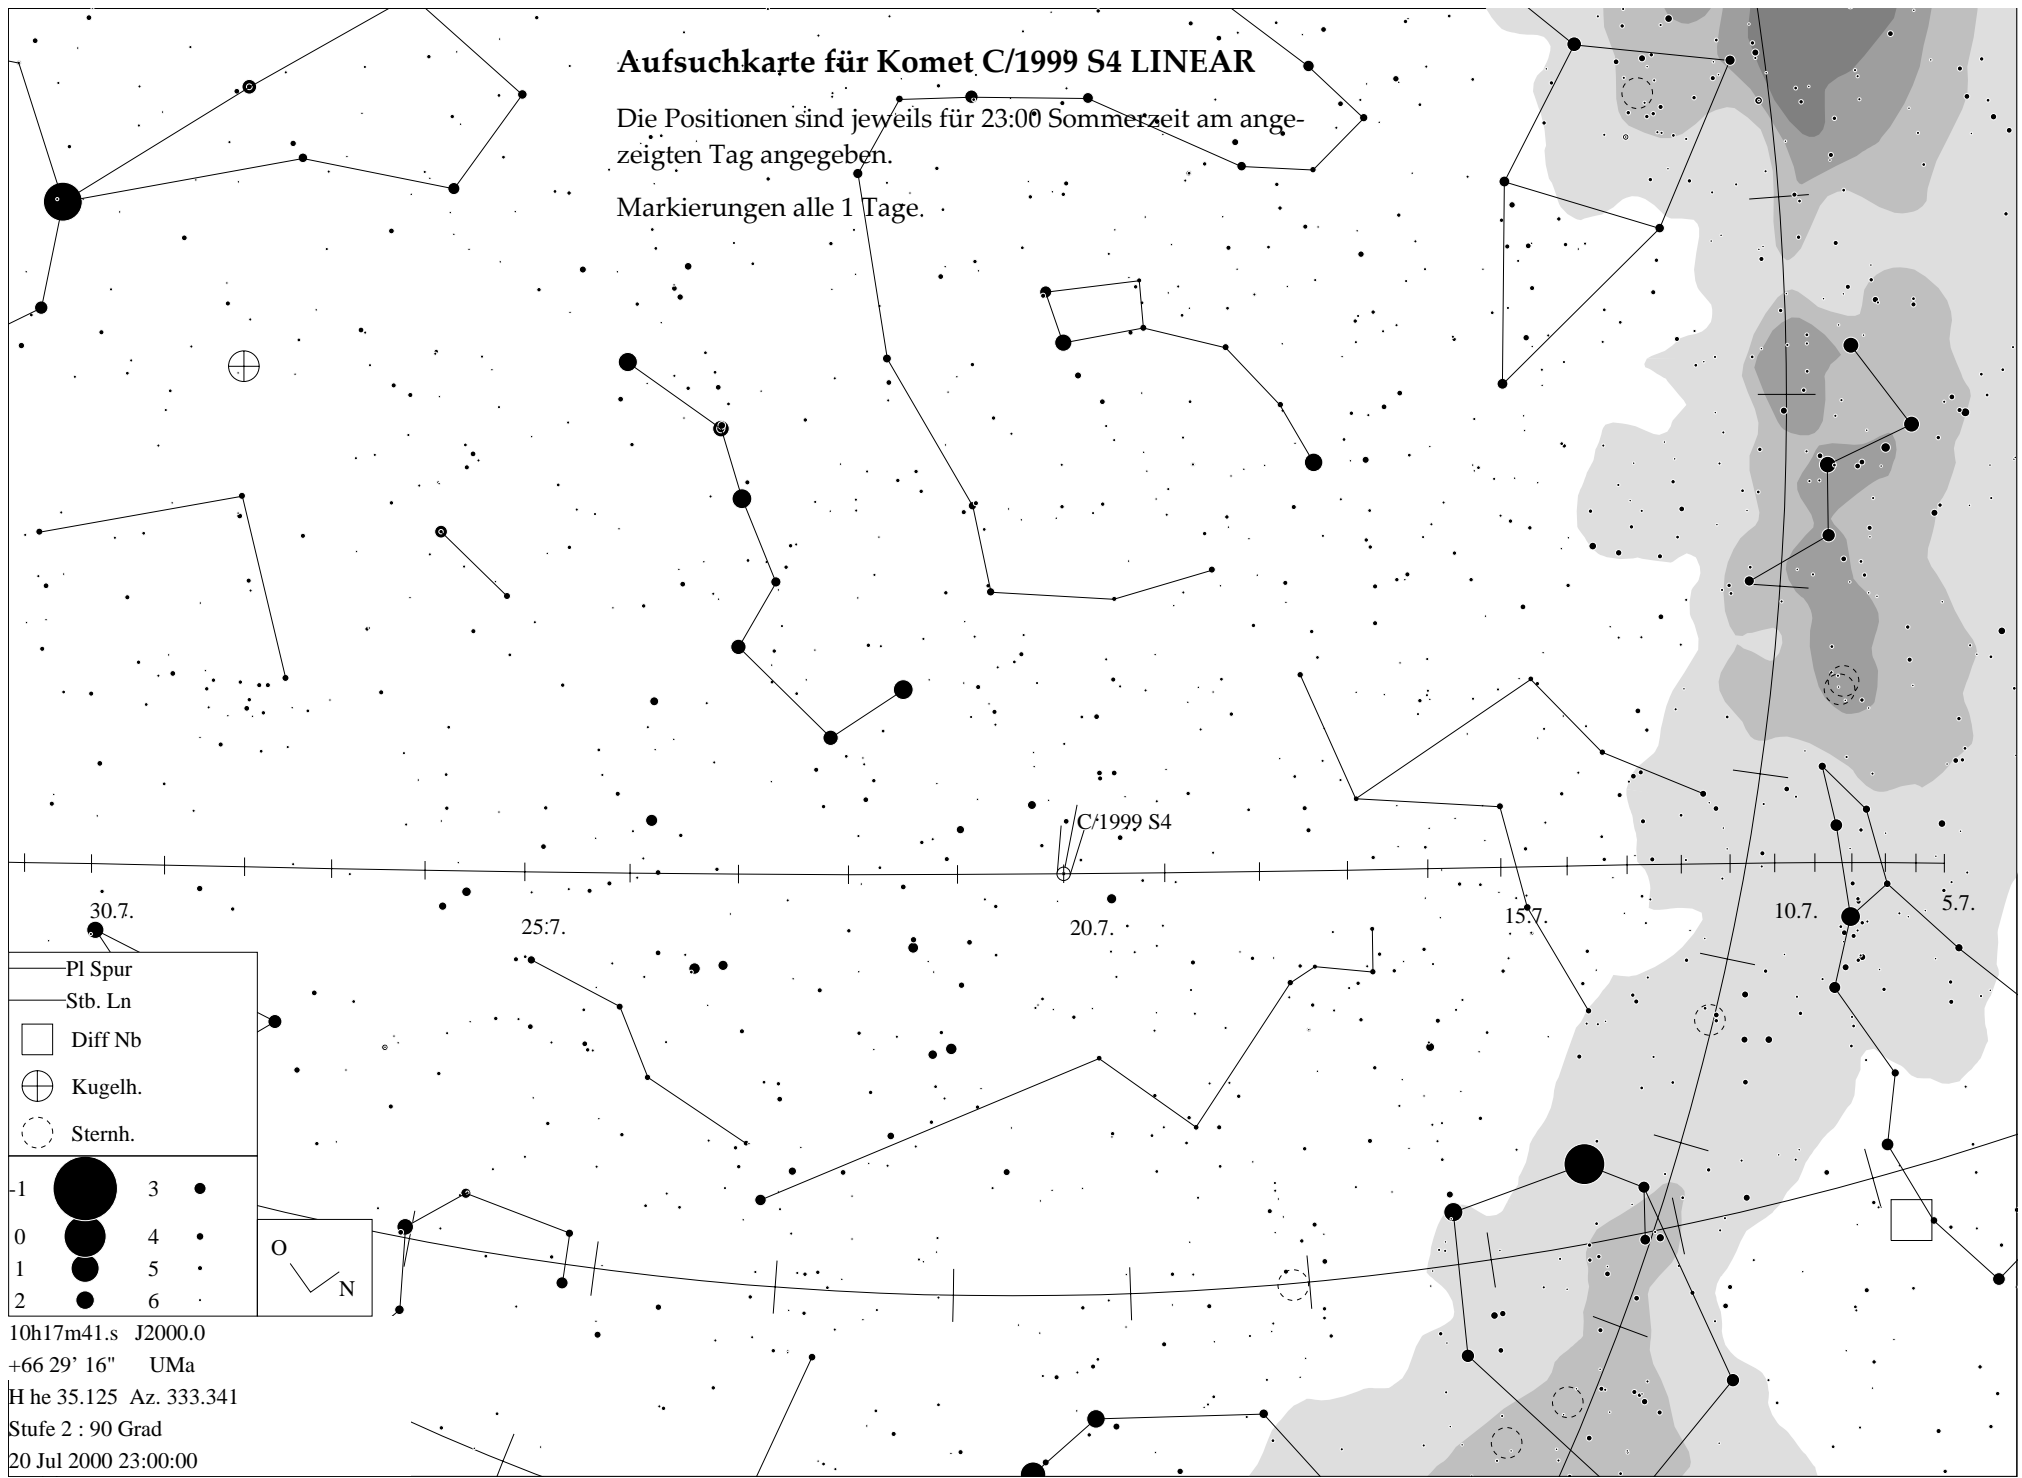 Aufsuchkarte für Komet C/1999 S4 LINEAR
Die Positionen sind jeweils für 23:00 Sommerzeit am ange-
zeigten Tag angegeben.
Markierungen alle 1 Tage.
C/1999 S4
30.7.
25.7.
20.7.
15.7.
10.7.
5.7.
Pl Spur
Stb. Ln
Diff Nb
Kugelh.
Sternh.
-1 3
0 4
1 5
2 6
O
N
10h17m41.s J2000.0
+66 29' 16" UMa
H he 35.125 Az. 333.341
Stufe 2 : 90 Grad
20 Jul 2000 23:00:00